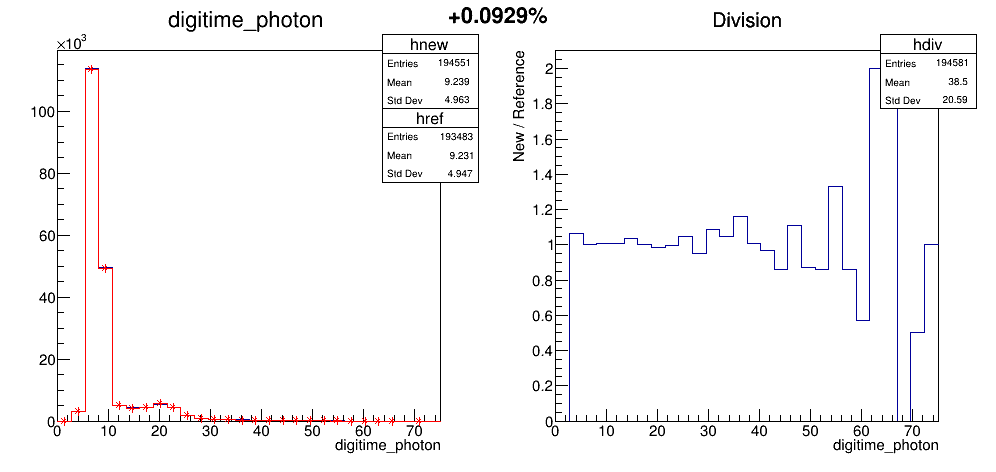 +0.0929%
digitime_photon
×10³
100
80
60
40
20
0
0 10 20 30 40 50 60 70
digitime_photon
hnew
Entries 194551
Mean 9.239
Std Dev 4.963
href
Entries 193483
Mean 9.231
Std Dev 4.947
Division
New / Reference
2
1.8
1.6
1.4
1.2
1
0.8
0.6
0.4
0.2
0
0 10 20 30 40 50 60 70
digitime_photon
hdiv
Entries 194581
Mean 38.5
Std Dev 20.59